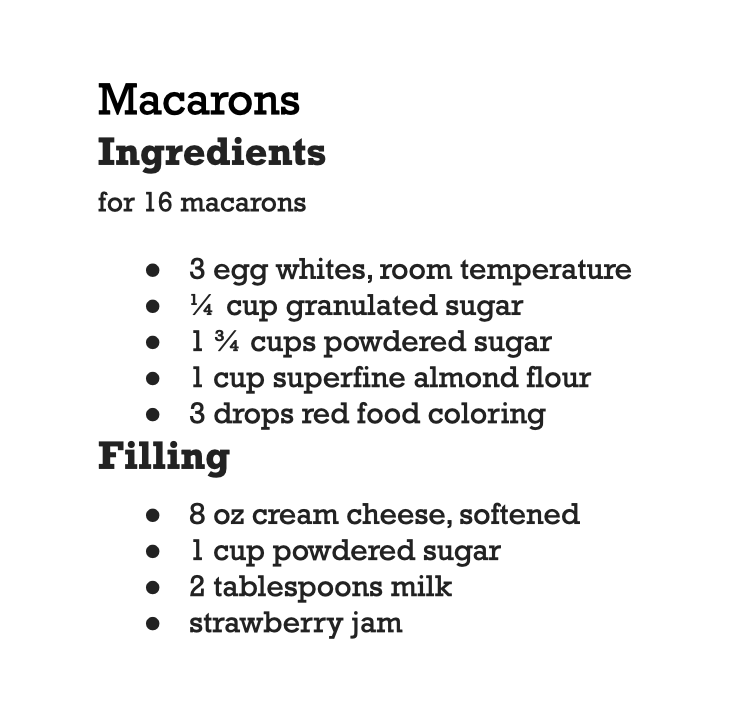 Macarons
Ingredients
for 16 macarons
● 3 egg whites, room temperature
● ¼ cup granulated sugar
● 1 ¾ cups powdered sugar
● 1 cup superfine almond flour
● 3 drops red food coloring
Filling
● 8 oz cream cheese, softened
● 1 cup powdered sugar
● 2 tablespoons milk
● strawberry jam